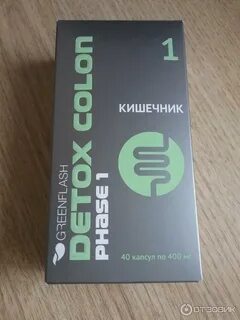 GREENFLASH
DETOX COLON
PHASE 1
1
КИШЕЧНИК
40 капсул по 400 мг
ОТЗОВИК